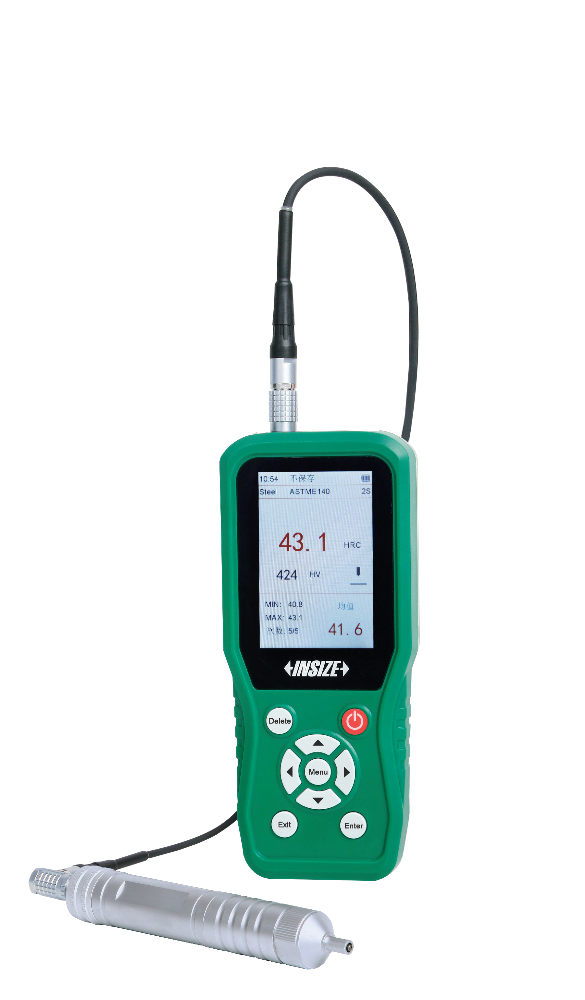 10:54 不保存
Steel ASTME140 2S
43.1 HRC
424 HV
MIN: 40.8
MAX: 43.1
次数: 5/5
均值
41.6
INSIZE
Delete
Menu
Exit
Enter